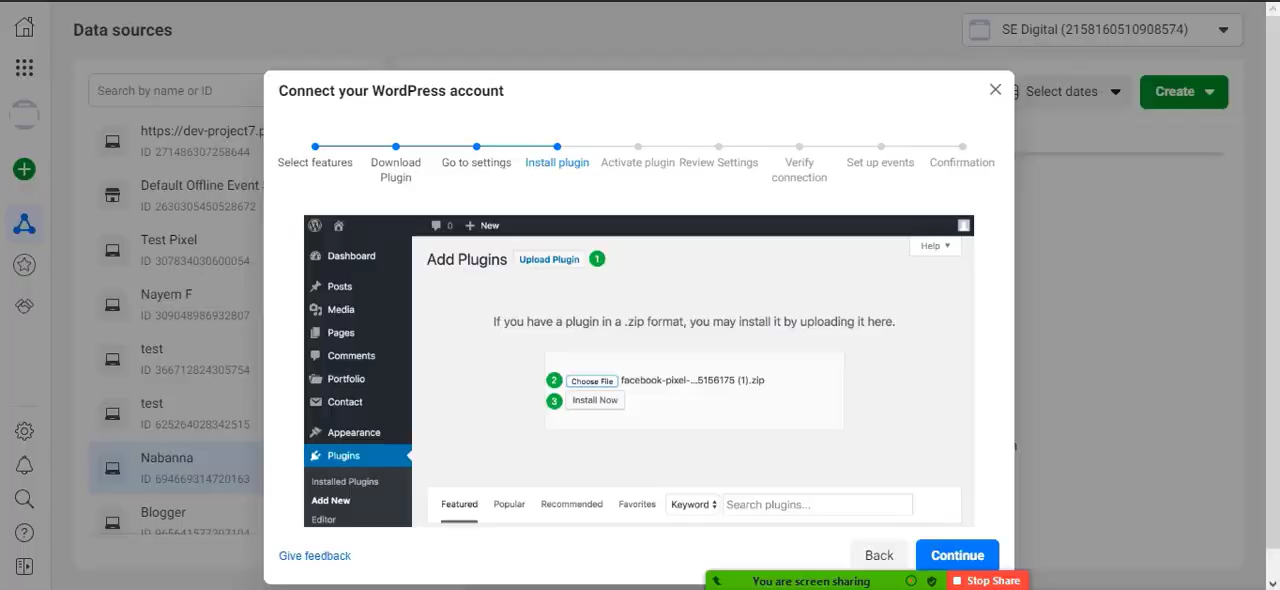 Data sources
SE Digital (2158160510908574)
Search by name or ID
Select dates
Create
https://dev-project7.p
ID 271486307258644
Default Offline Event
ID 2630305450528672
Test Pixel
ID 307834030600054
Nayem F
ID 309048986932807
test
ID 366712824305754
test
ID 625264028342515
Nabanna
ID 694669314720163
Blogger
ID 965641577397104
Connect your WordPress account
Select features
Download Plugin
Go to settings
Install plugin
Activate plugin
Review Settings
Verify connection
Set up events
Confirmation
0
New
Help
Dashboard
Posts
Media
Pages
Comments
Portfolio
Contact
Appearance
Plugins
Installed Plugins
Add New
Editor
Add Plugins
Upload Plugin
1
If you have a plugin in a .zip format, you may install it by uploading it here.
2 Choose File facebook-pixel-...5156175 (1).zip
3 Install Now
Featured Popular Recommended Favorites Keyword Search plugins...
Give feedback
Back
Continue
You are screen sharing
Stop Share